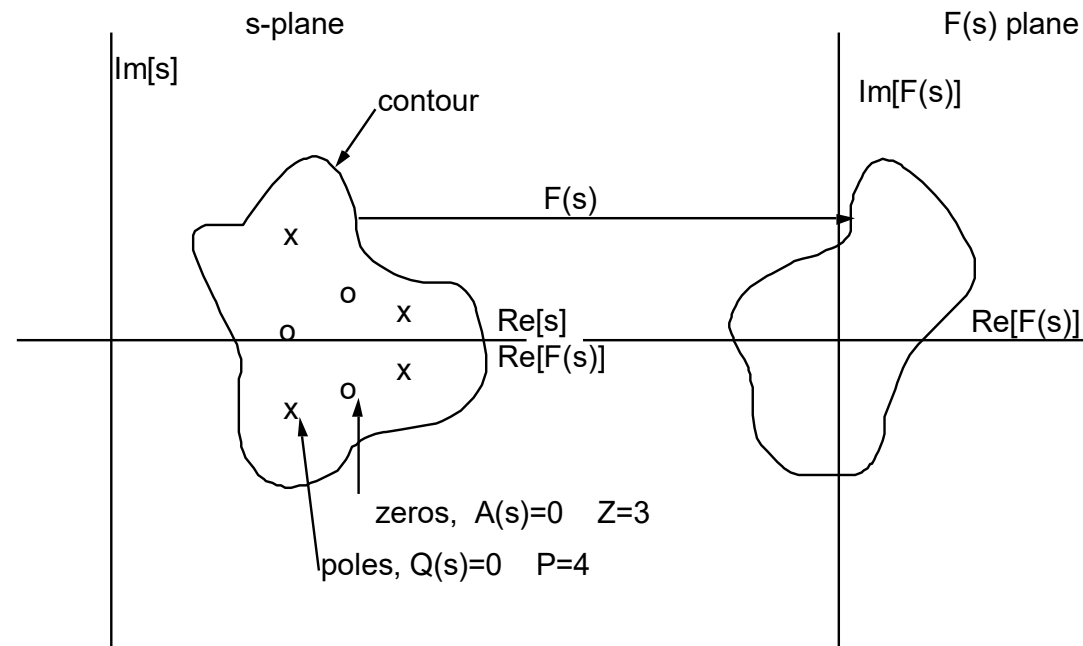 s-plane
F(s) plane
Im[s]
Im[F(s)]
contour
F(s)
x
o
x
o
Re[s]
Re[F(s)]
Re[F(s)]
x
o
x
zeros, A(s)=0 Z=3
poles, Q(s)=0 P=4